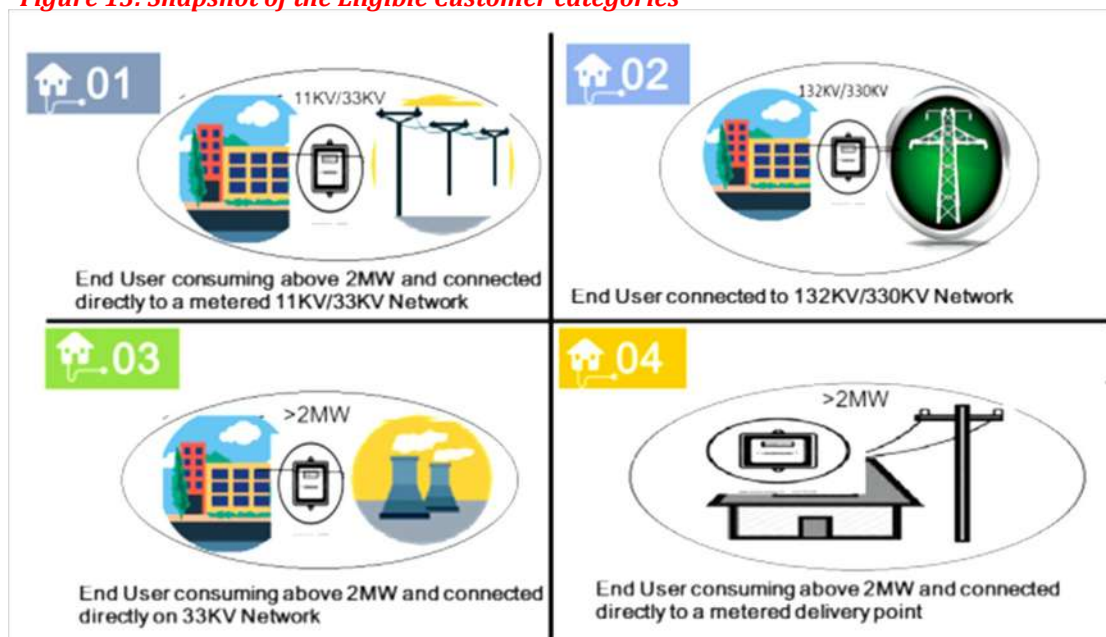 Figure 13: Snapshot of the Eligible Customer categories
01
11KV/33KV
End User consuming above 2MW and connected
directly to a metered 11KV/33KV Network
02
132KV/330KV
End User connected to 132KV/330KV Network
03
>2MW
End User consuming above 2MW and connected
directly on 33KV Network
04
>2MW
End User consuming above 2MW and connected
directly to a metered delivery point